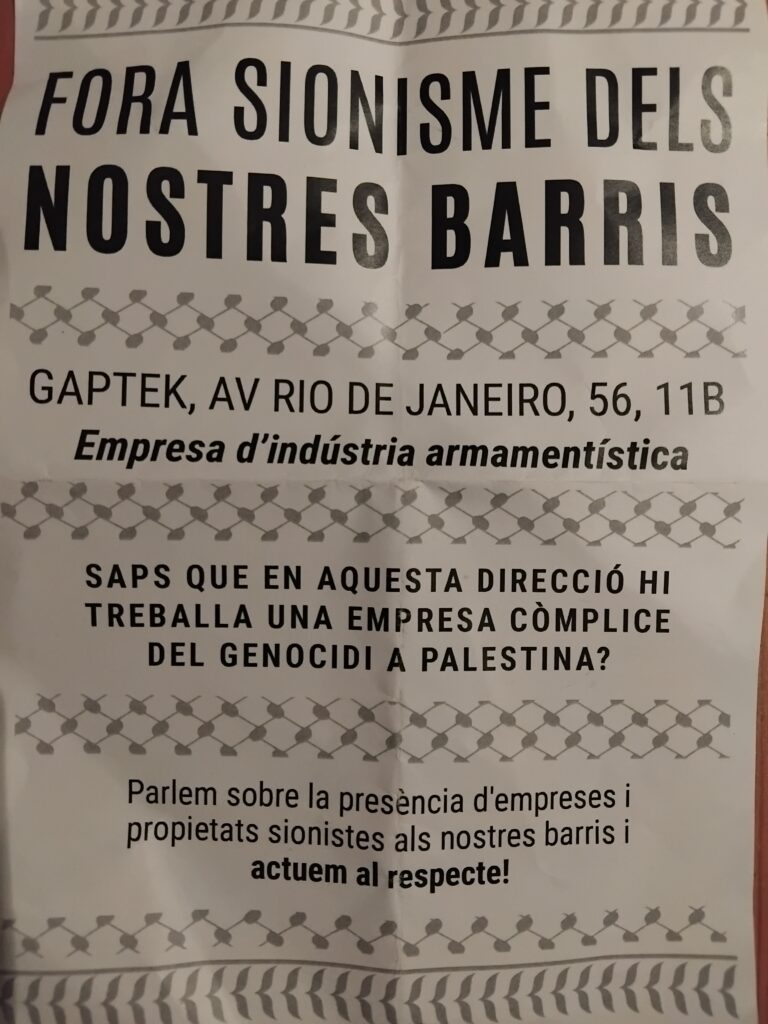 FORA SIONISME DELS
NOSTRES BARRIS
GAPTEK, AV RIO DE JANEIRO, 56, 11B
Empresa d'indústria armamentística
SAPS QUE EN AQUESTA DIRECCIÓ HI
TREBALLA UNA EMPRESA CÒMPLICE
DEL GENOCIDI A PALESTINA?
Parlem sobre la presència d'empreses i
propietats sionistes als nostres barris i
actuem al respecte!